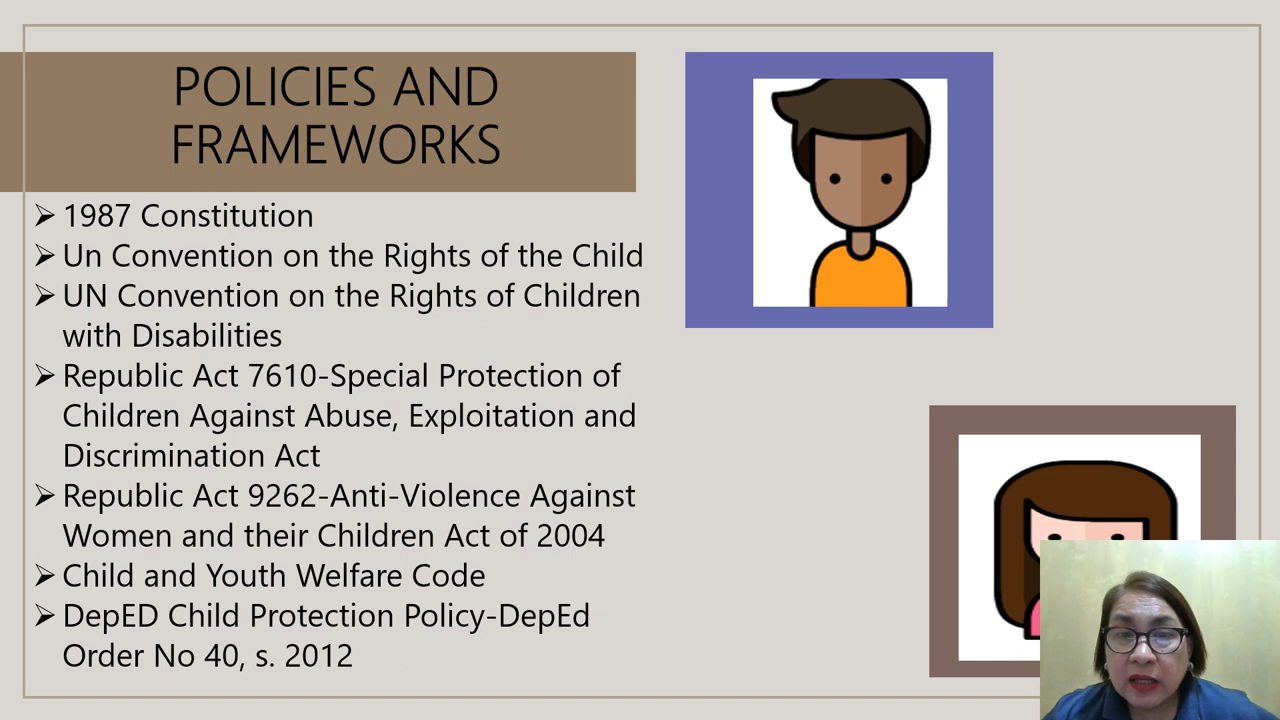 POLICIES AND
FRAMEWORKS
➢ 1987 Constitution
➢ Un Convention on the Rights of the Child
➢ UN Convention on the Rights of Children
with Disabilities
➢ Republic Act 7610-Special Protection of
Children Against Abuse, Exploitation and
Discrimination Act
➢ Republic Act 9262-Anti-Violence Against
Women and their Children Act of 2004
➢ Child and Youth Welfare Code
➢ DepED Child Protection Policy-DepEd
Order No 40, s. 2012